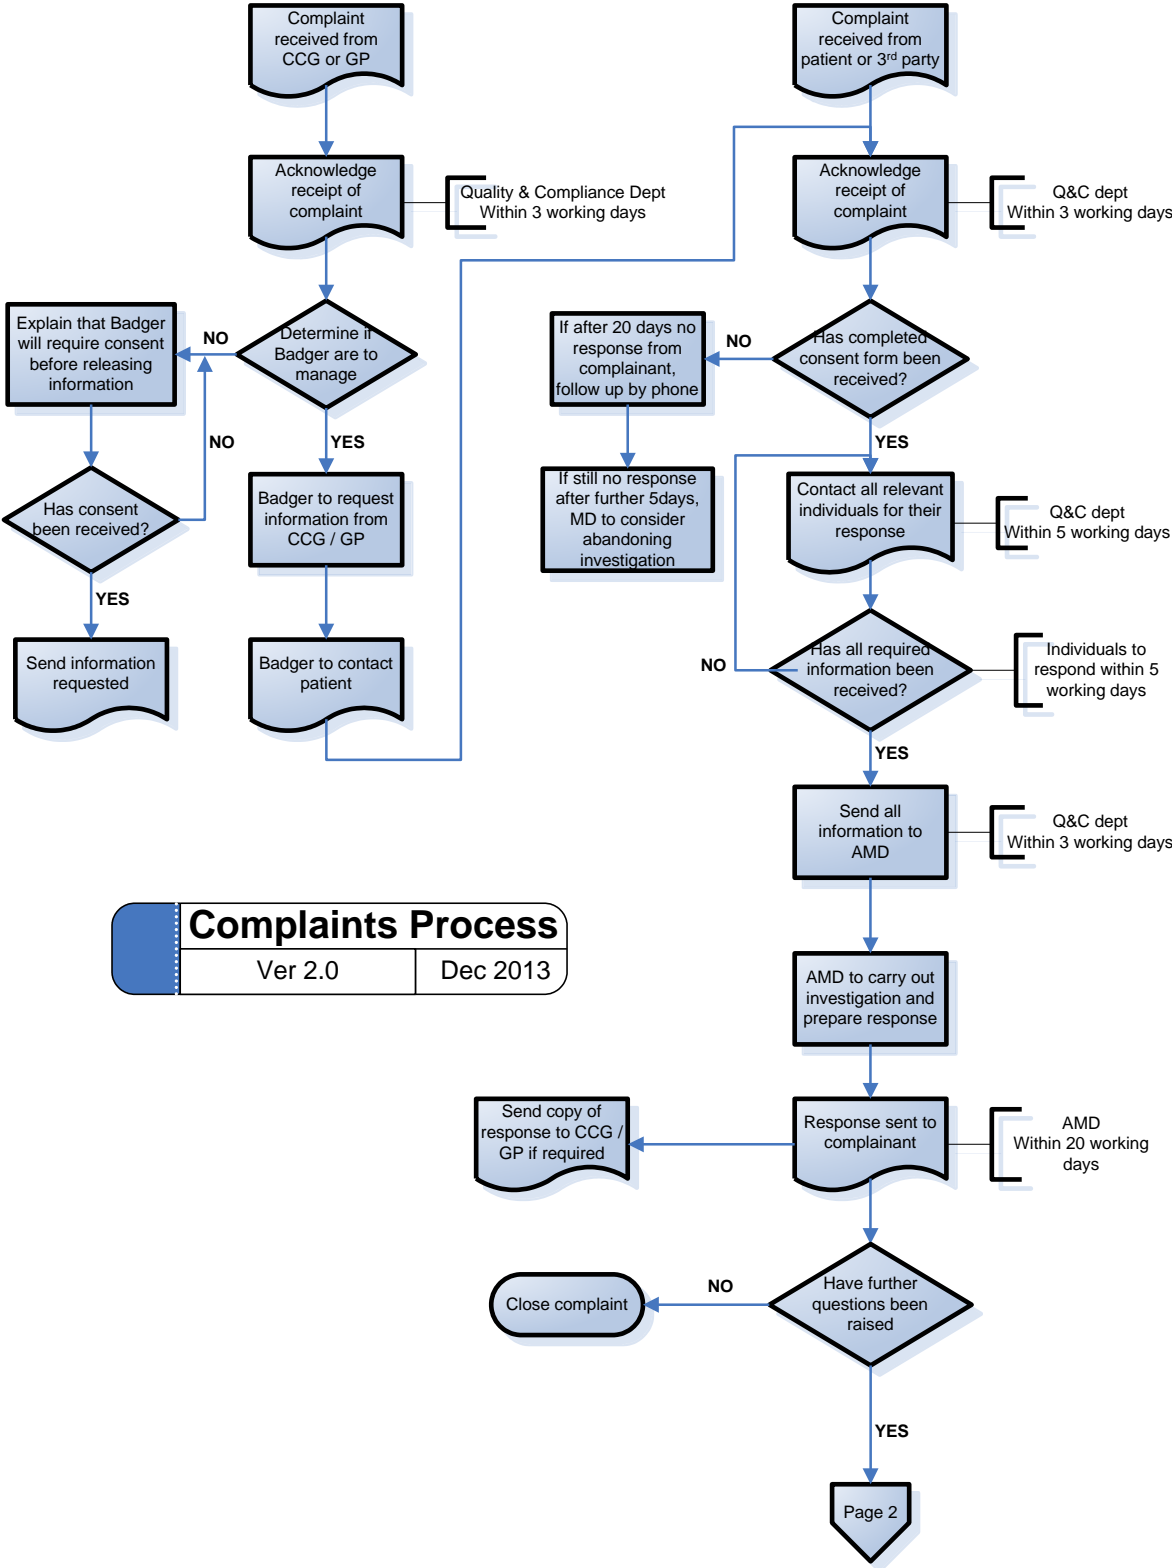 Complaint
received from
CCG or GP
Complaint
received from
patient or 3rd party
Acknowledge
receipt of
complaint
Quality & Compliance Dept
Within 3 working days
Acknowledge
receipt of
complaint
Q&C dept
Within 3 working days
Explain that Badger
will require consent
before releasing
information
NO
Determine if
Badger are to
manage
If after 20 days no
response from
complainant,
follow up by phone
NO
Has completed
consent form been
received?
NO
YES
YES
Has consent
been received?
Badger to request
information from
CCG / GP
If still no response
after further 5days,
MD to consider
abandoning
investigation
Contact all relevant
individuals for their
response
Q&C dept
Within 5 working days
YES
Send information
requested
Badger to contact
patient
NO
Has all required
information been
received?
Individuals to
respond within 5
working days
YES
Send all
information to
AMD
Q&C dept
Within 3 working days
Complaints Process
Ver 2.0
Dec 2013
AMD to carry out
investigation and
prepare response
Send copy of
response to CCG /
GP if required
Response sent to
complainant
AMD
Within 20 working
days
Close complaint
NO
Have further
questions been
raised
YES
Page 2